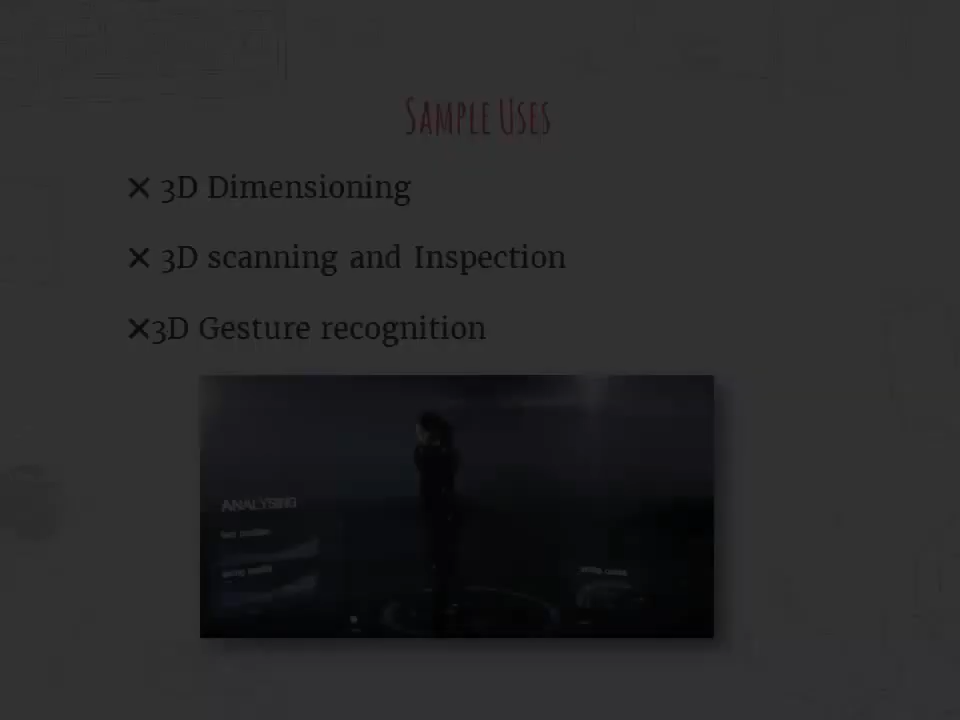 SAMPLE USES
✕ 3D Dimensioning
✕ 3D scanning and Inspection
✕3D Gesture recognition
ANALYSING